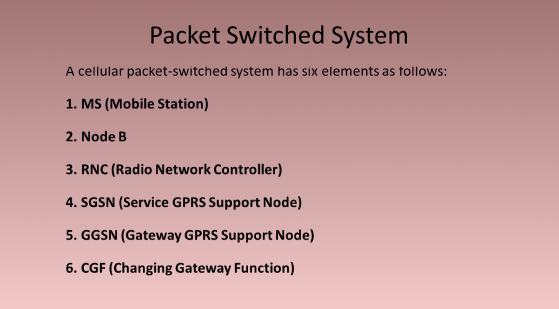 Packet Switched System
A cellular packet-switched system has six elements as follows:
1. MS (Mobile Station)
2. Node B
3. RNC (Radio Network Controller)
4. SGSN (Service GPRS Support Node)
5. GGSN (Gateway GPRS Support Node)
6. CGF (Changing Gateway Function)